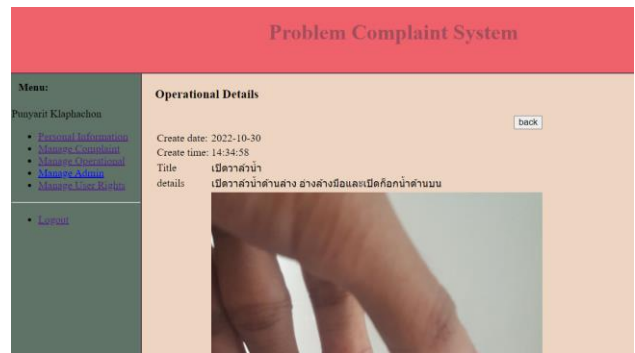 Problem Complaint System
Menu:
Punyarit Klaphachon
Personal Information
Manage Complaint
Manage Operational
Manage Admin
Manage User Rights
Logout
Operational Details
back
Create date: 2022-10-30
Create time: 14:34:58
Title เปิดวาล์วน้ำ
details เปิดวาล์วน้ำด้านล่าง อ่างล้างมือและเปิดก็อกน้ำด้านบน